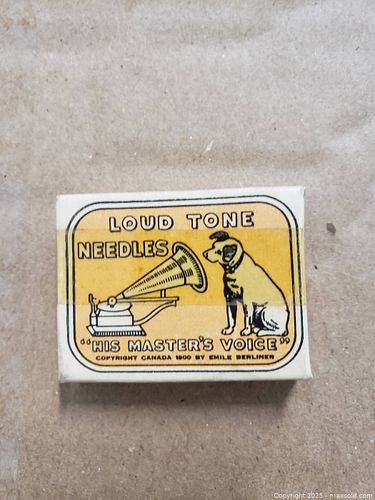 LOUD TONE
NEEDLES
"HIS MASTER'S VOICE"
COPYRIGHT CANADA 1900 BY EMILE BERLINER
Copyright 2025 - maxsold.com